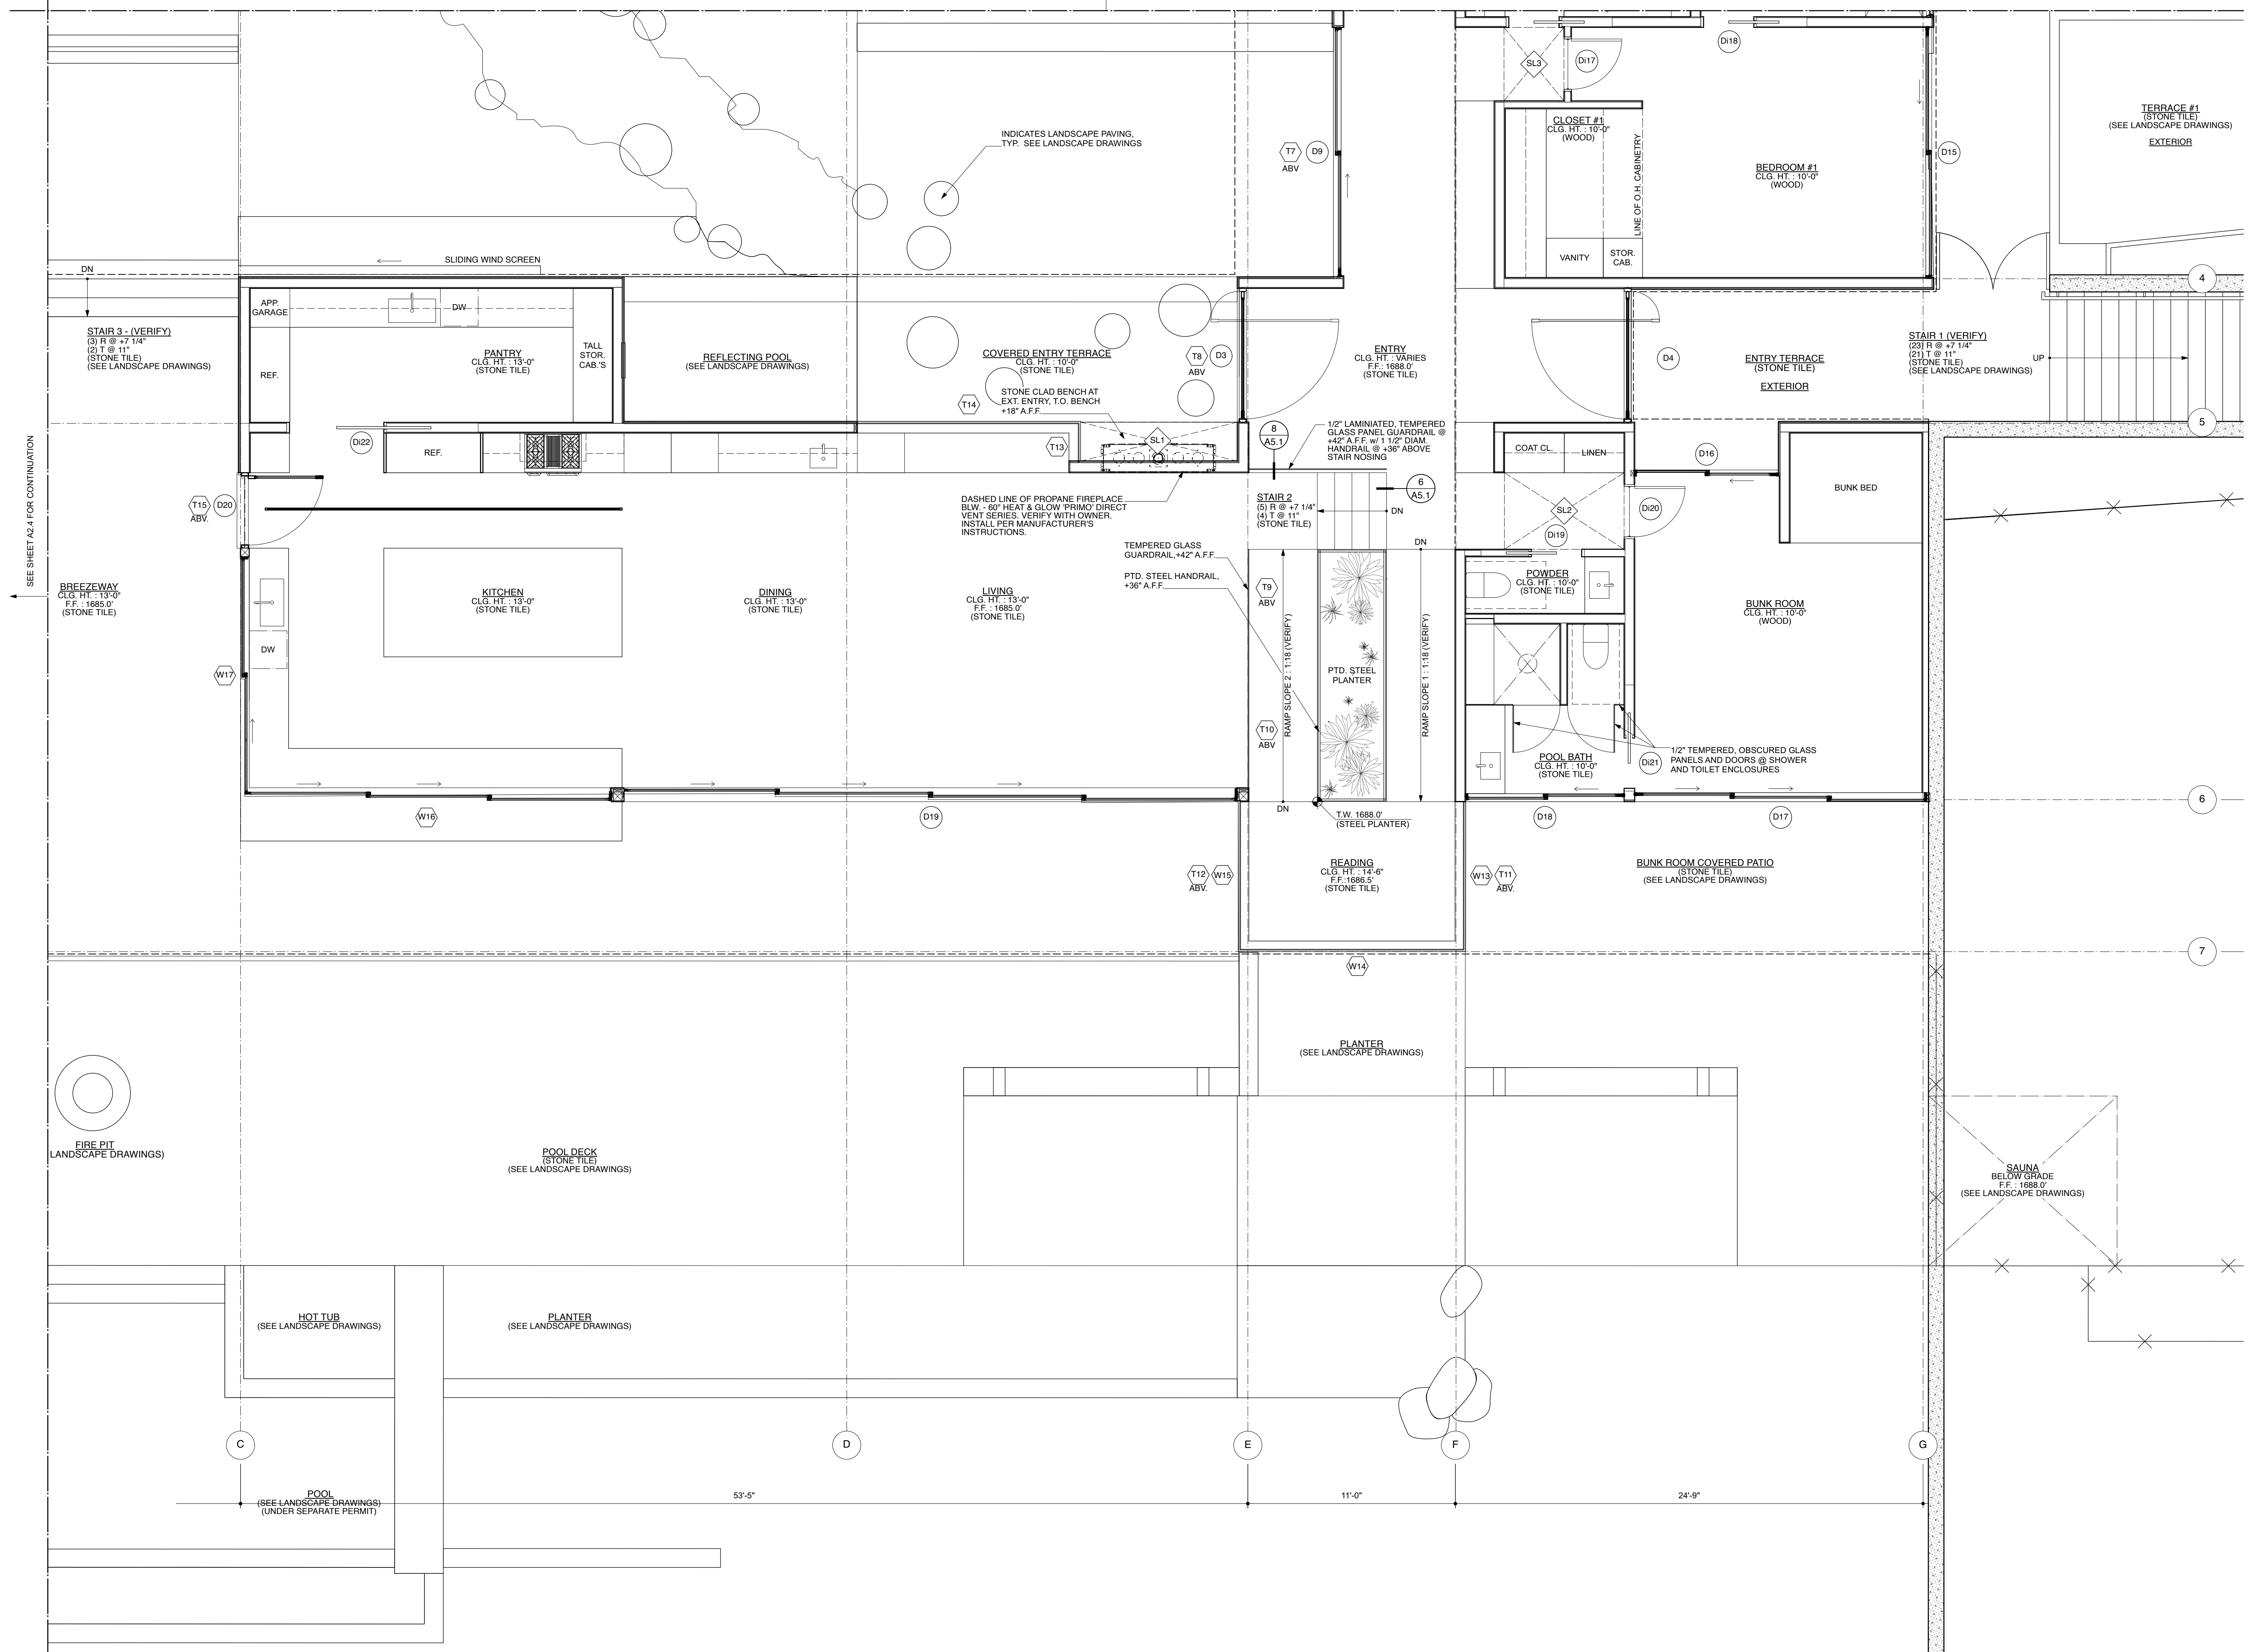 Di18
Di17
SL3
TERRACE #1
(STONE TILE)
(SEE LANDSCAPE DRAWINGS)
EXTERIOR
CLOSET #1
CLG. HT. : 10'-0"
(WOOD)
LINE OF O.H. CABINETRY
INDICATES LANDSCAPE PAVING,
TYP. SEE LANDSCAPE DRAWINGS
T7
D9
ABV
D15
BEDROOM #1
CLG. HT. : 10'-0"
(WOOD)
VANITY
STOR.
CAB.
SLIDING WIND SCREEN
DN
4
APP.
GARAGE
DW
STAIR 3 - (VERIFY)
(3) R @ +7 1/4"
(2) T @ 11"
(STONE TILE)
(SEE LANDSCAPE DRAWINGS)
REF.
PANTRY
CLG. HT. : 13'-0"
(STONE TILE)
TALL
STOR.
CAB.'S
REFLECTING POOL
(SEE LANDSCAPE DRAWINGS)
COVERED ENTRY TERRACE
CLG. HT. : 10'-0"
(STONE TILE)
T8
D3
ABV
ENTRY
CLG. HT. : VARIES
F.F.: 1688.0'
(STONE TILE)
D4
ENTRY TERRACE
(STONE TILE)
EXTERIOR
STAIR 1 (VERIFY)
(23) R @ +7 1/4"
(21) T @ 11"
(STONE TILE)
(SEE LANDSCAPE DRAWINGS)
UP
STONE CLAD BENCH AT
EXT. ENTRY, T.O. BENCH
+18" A.F.F.
T14
5
Di22
REF.
T13
SL1
8
A5.1
1/2" LAMINIATED, TEMPERED
GLASS PANEL GUARDRAIL @
+42" A.F.F. w/ 1 1/2" DIAM.
HANDRAIL @ +36" ABOVE
STAIR NOSING
COAT CL.
LINEN
D16
BUNK BED
6
A5.1
SEE SHEET A2.4 FOR CONTINUATION
T15
D20
ABV.
DASHED LINE OF PROPANE FIREPLACE
BLW. - 60" HEAT & GLOW 'PRIMO' DIRECT
VENT SERIES. VERIFY WITH OWNER.
INSTALL PER MANUFACTURER'S
INSTRUCTIONS.
STAIR 2
(5) R @ +7 1/4"
(4) T @ 11"
(STONE TILE)
DN
SL2
Di20
Di19
DN
TEMPERED GLASS
GUARDRAIL,+42" A.F.F.
PTD. STEEL HANDRAIL,
+36" A.F.F.
BREEZEWAY
CLG. HT. : 13'-0"
F.F. : 1685.0'
(STONE TILE)
KITCHEN
CLG. HT. : 13'-0"
(STONE TILE)
DINING
CLG. HT. : 13'-0"
(STONE TILE)
LIVING
CLG. HT. : 13'-0"
F.F. : 1685.0'
(STONE TILE)
T9
ABV
POWDER
CLG. HT. : 10'-0"
(STONE TILE)
BUNK ROOM
CLG. HT. : 10'-0"
(WOOD)
DW
W17
RAMP SLOPE 2 : 1:18 (VERIFY)
PTD. STEEL
PLANTER
RAMP SLOPE 1 : 1:18 (VERIFY)
T10
ABV
POOL BATH
CLG. HT. : 10'-0"
(STONE TILE)
Di21
1/2" TEMPERED, OBSCURED GLASS
PANELS AND DOORS @ SHOWER
AND TOILET ENCLOSURES
6
W16
D19
DN
T.W. 1688.0'
(STEEL PLANTER)
D18
D17
T12
W15
ABV.
READING
CLG. HT. : 14'-6"
F.F.:1686.5'
(STONE TILE)
W13
T11
ABV.
BUNK ROOM COVERED PATIO
(STONE TILE)
(SEE LANDSCAPE DRAWINGS)
7
W14
PLANTER
(SEE LANDSCAPE DRAWINGS)
FIRE PIT
LANDSCAPE DRAWINGS)
POOL DECK
(STONE TILE)
(SEE LANDSCAPE DRAWINGS)
SAUNA
BELOW GRADE
F.F. : 1688.0'
(SEE LANDSCAPE DRAWINGS)
HOT TUB
(SEE LANDSCAPE DRAWINGS)
PLANTER
(SEE LANDSCAPE DRAWINGS)
C
D
E
F
G
POOL
(SEE LANDSCAPE DRAWINGS)
(UNDER SEPARATE PERMIT)
53'-5"
11'-0"
24'-9"